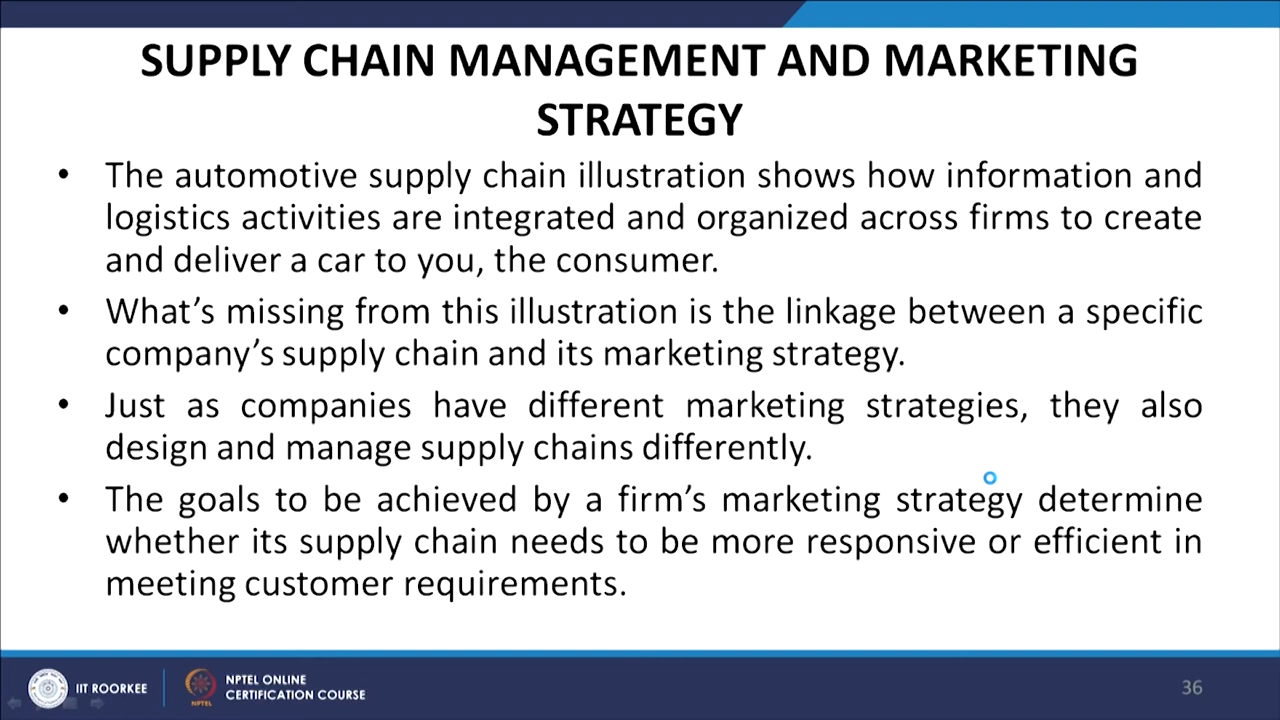 SUPPLY CHAIN MANAGEMENT AND MARKETING
STRATEGY
• The automotive supply chain illustration shows how information and
logistics activities are integrated and organized across firms to create
and deliver a car to you, the consumer.
• What’s missing from this illustration is the linkage between a specific
company’s supply chain and its marketing strategy.
• Just as companies have different marketing strategies, they also
design and manage supply chains differently.
• The goals to be achieved by a firm’s marketing strategy determine
whether its supply chain needs to be more responsive or efficient in
meeting customer requirements.
IIT ROORKEE
NPTEL
NPTEL ONLINE
CERTIFICATION COURSE
36